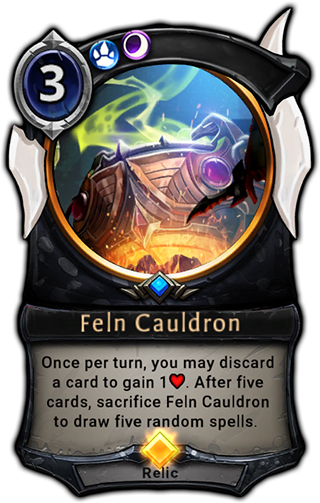 3
Feln Cauldron
Once per turn, you may discard
a card to gain 1❤. After five
cards, sacrifice Feln Cauldron
to draw five random spells.
Relic